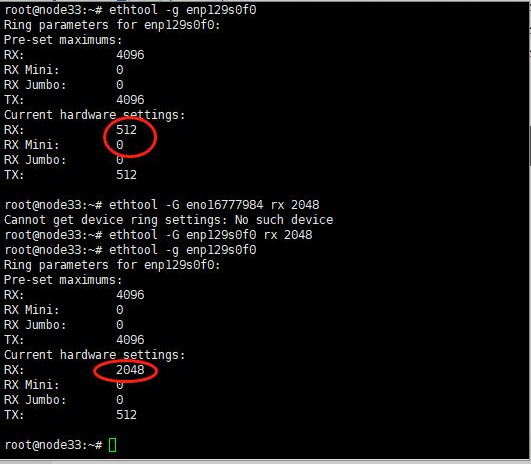 root@node33:~# ethtool -g enp129s0f0
Ring parameters for enp129s0f0:
Pre-set maximums:
RX: 4096
RX Mini: 0
RX Jumbo: 0
TX: 4096
Current hardware settings:
RX: 512
RX Mini: 0
RX Jumbo: 0
TX: 512
root@node33:~# ethtool -G eno16777984 rx 2048
Cannot get device ring settings: No such device
root@node33:~# ethtool -G enp129s0f0 rx 2048
root@node33:~# ethtool -g enp129s0f0
Ring parameters for enp129s0f0:
Pre-set maximums:
RX: 4096
RX Mini: 0
RX Jumbo: 0
TX: 4096
Current hardware settings:
RX: 2048
RX Mini: 0
RX Jumbo: 0
TX: 512
root@node33:~#